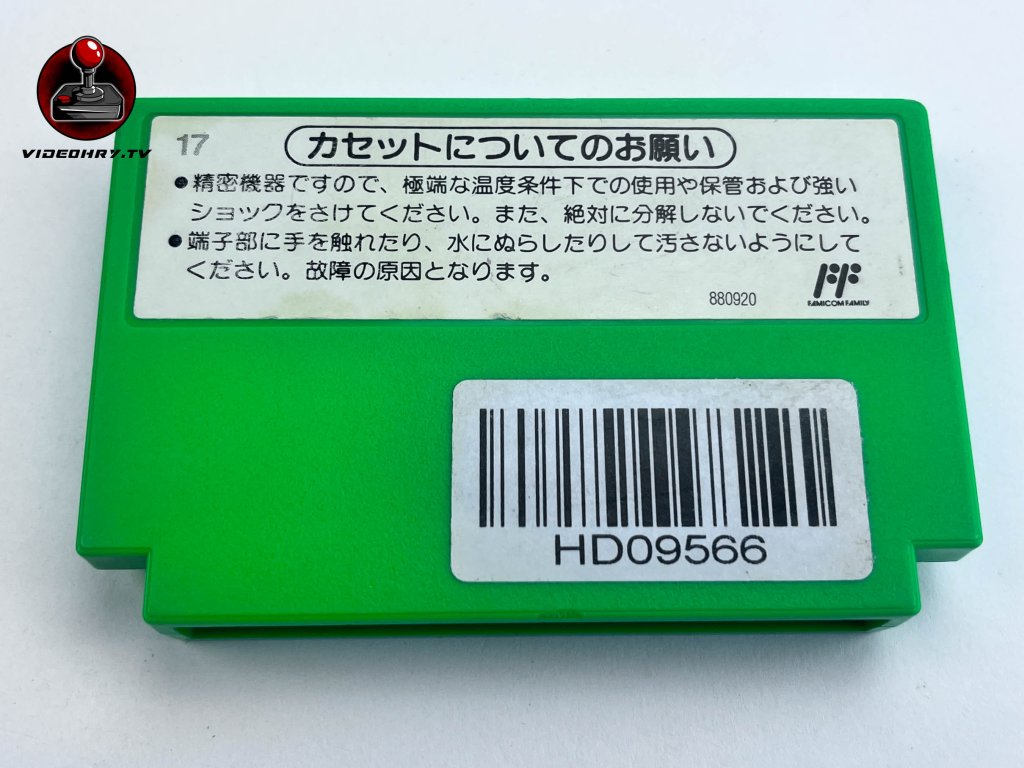 VIDEOHRY.TV
17
カセットについてのお願い
●精密機器ですので、極端な温度条件下での使用や保管および強い
ショックをさけてください。また、絶対に分解しないでください。
●端子部に手を触れたり、水にぬらしたりして汚さないようにして
ください。故障の原因となります。
880920
FF
FAMICOM FAMILY
HD09566